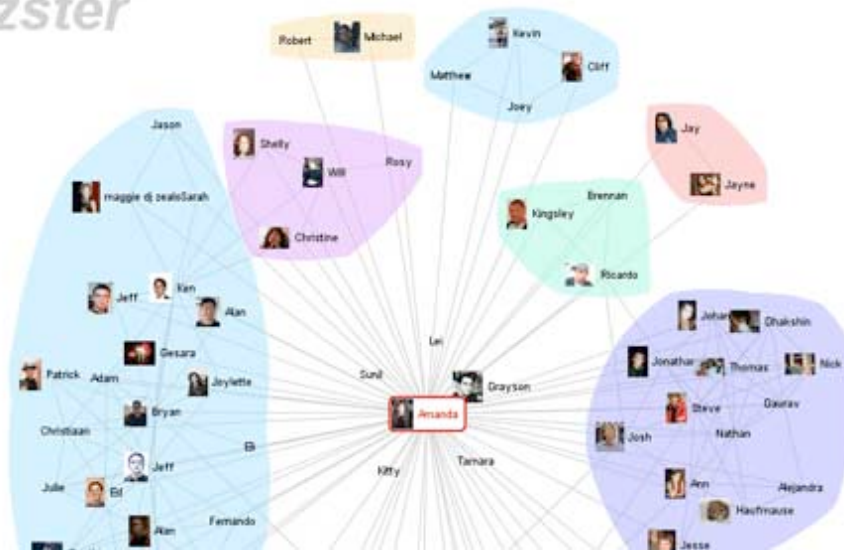 zster
Robert
Michael
Kevin
Matthew
Cliff
Joey
Jason
Shelly
Will
Rosy
Jay
Jayne
maggie dj zealoSarah
Christine
Kingsley
Brennan
Ricardo
Jeff
Ken
Alan
Gesara
Patrick
Adam
Joylette
Bryan
Christiaan
Jeff
Julie
Ed
Alan
Fernando
Eli
Lei
Sunil
Grayson
Amanda
Kitty
Tamara
Johan
Dhakshin
Jonathan
Thomas
Nick
Steve
Gaurav
Josh
Nathan
Ann
Alejandra
Haufmause
Jesse